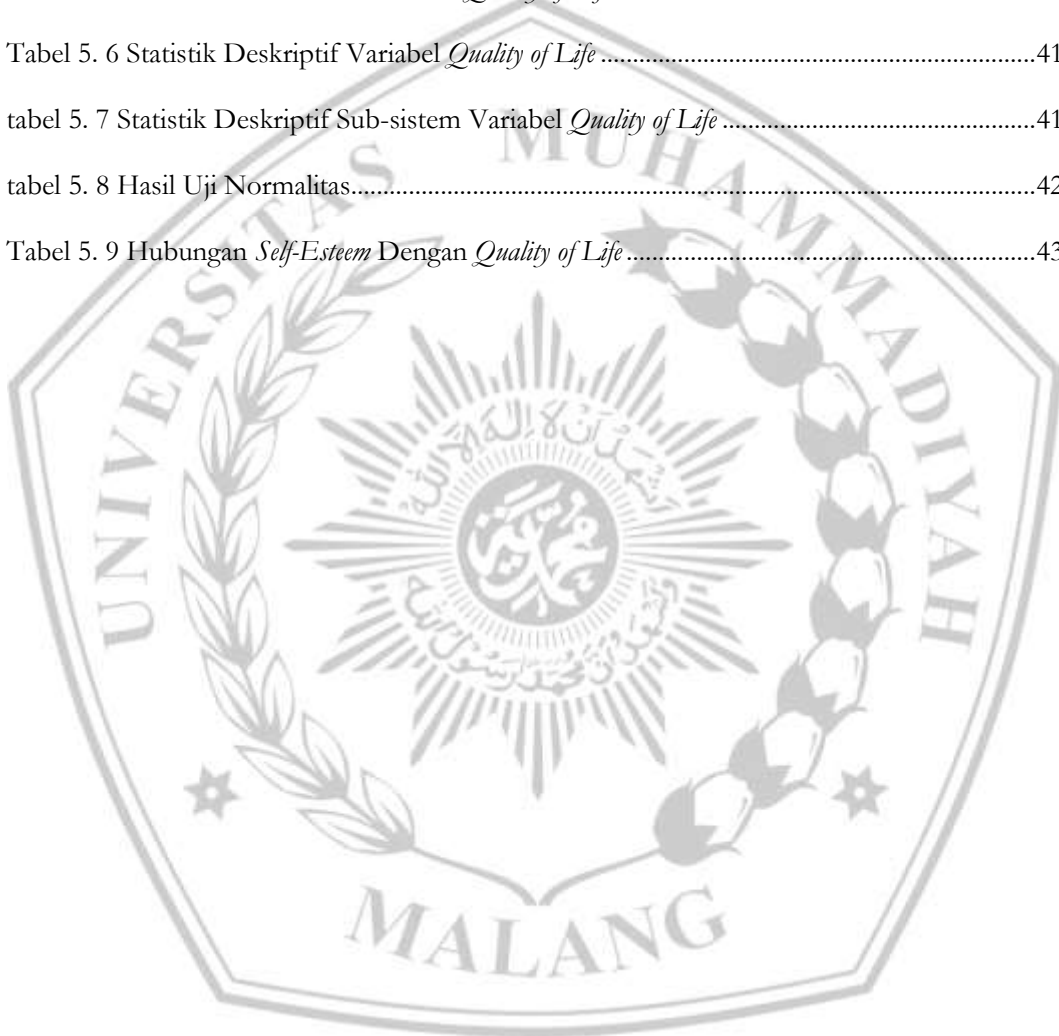 Tabel 5. 6 Statistik Deskriptif Variabel Quality of Life ...................................................................41
tabel 5. 7 Statistik Deskriptif Sub-sistem Variabel Quality of Life ................................................41
tabel 5. 8 Hasil Uji Normalitas.....................................................................................................42
Tabel 5. 9 Hubungan Self-Esteem Dengan Quality of Life ..............................................................43
UNIVERSITAS MUHAMMADIYAH
MALANG